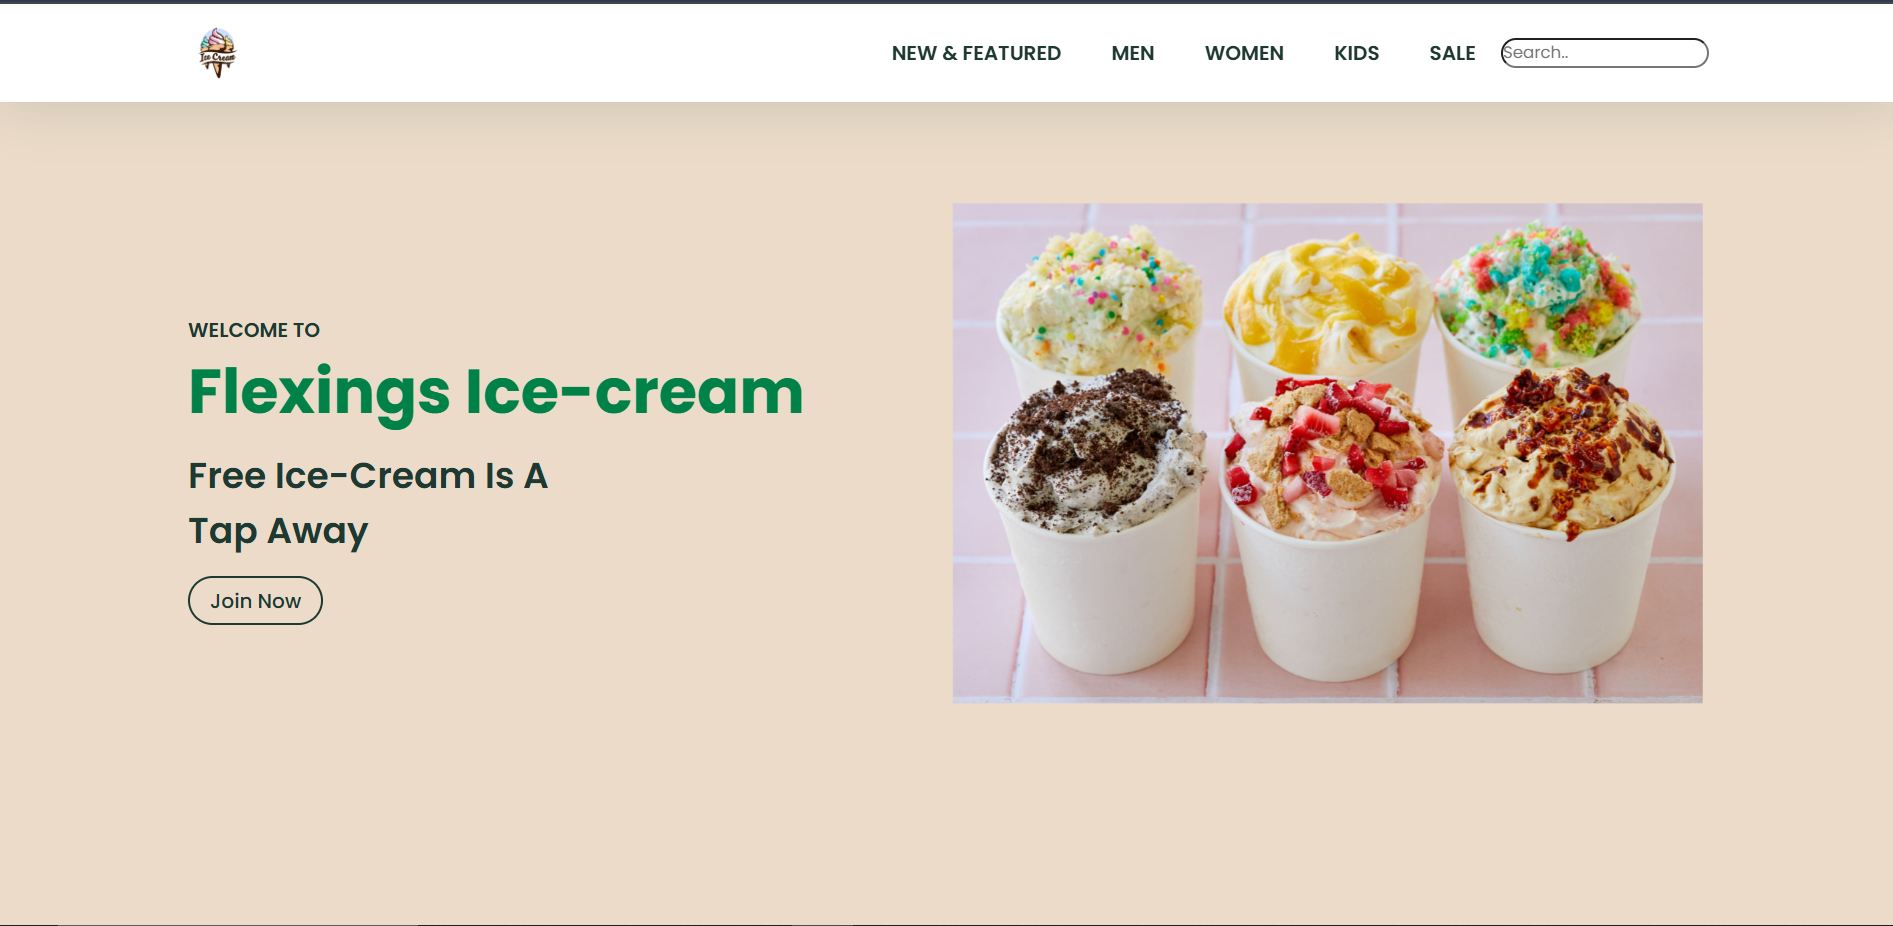 Ice Cream
NEW & FEATURED MEN WOMEN KIDS SALE Search..
WELCOME TO
Flexings Ice-cream
Free Ice-Cream Is A
Tap Away
Join Now